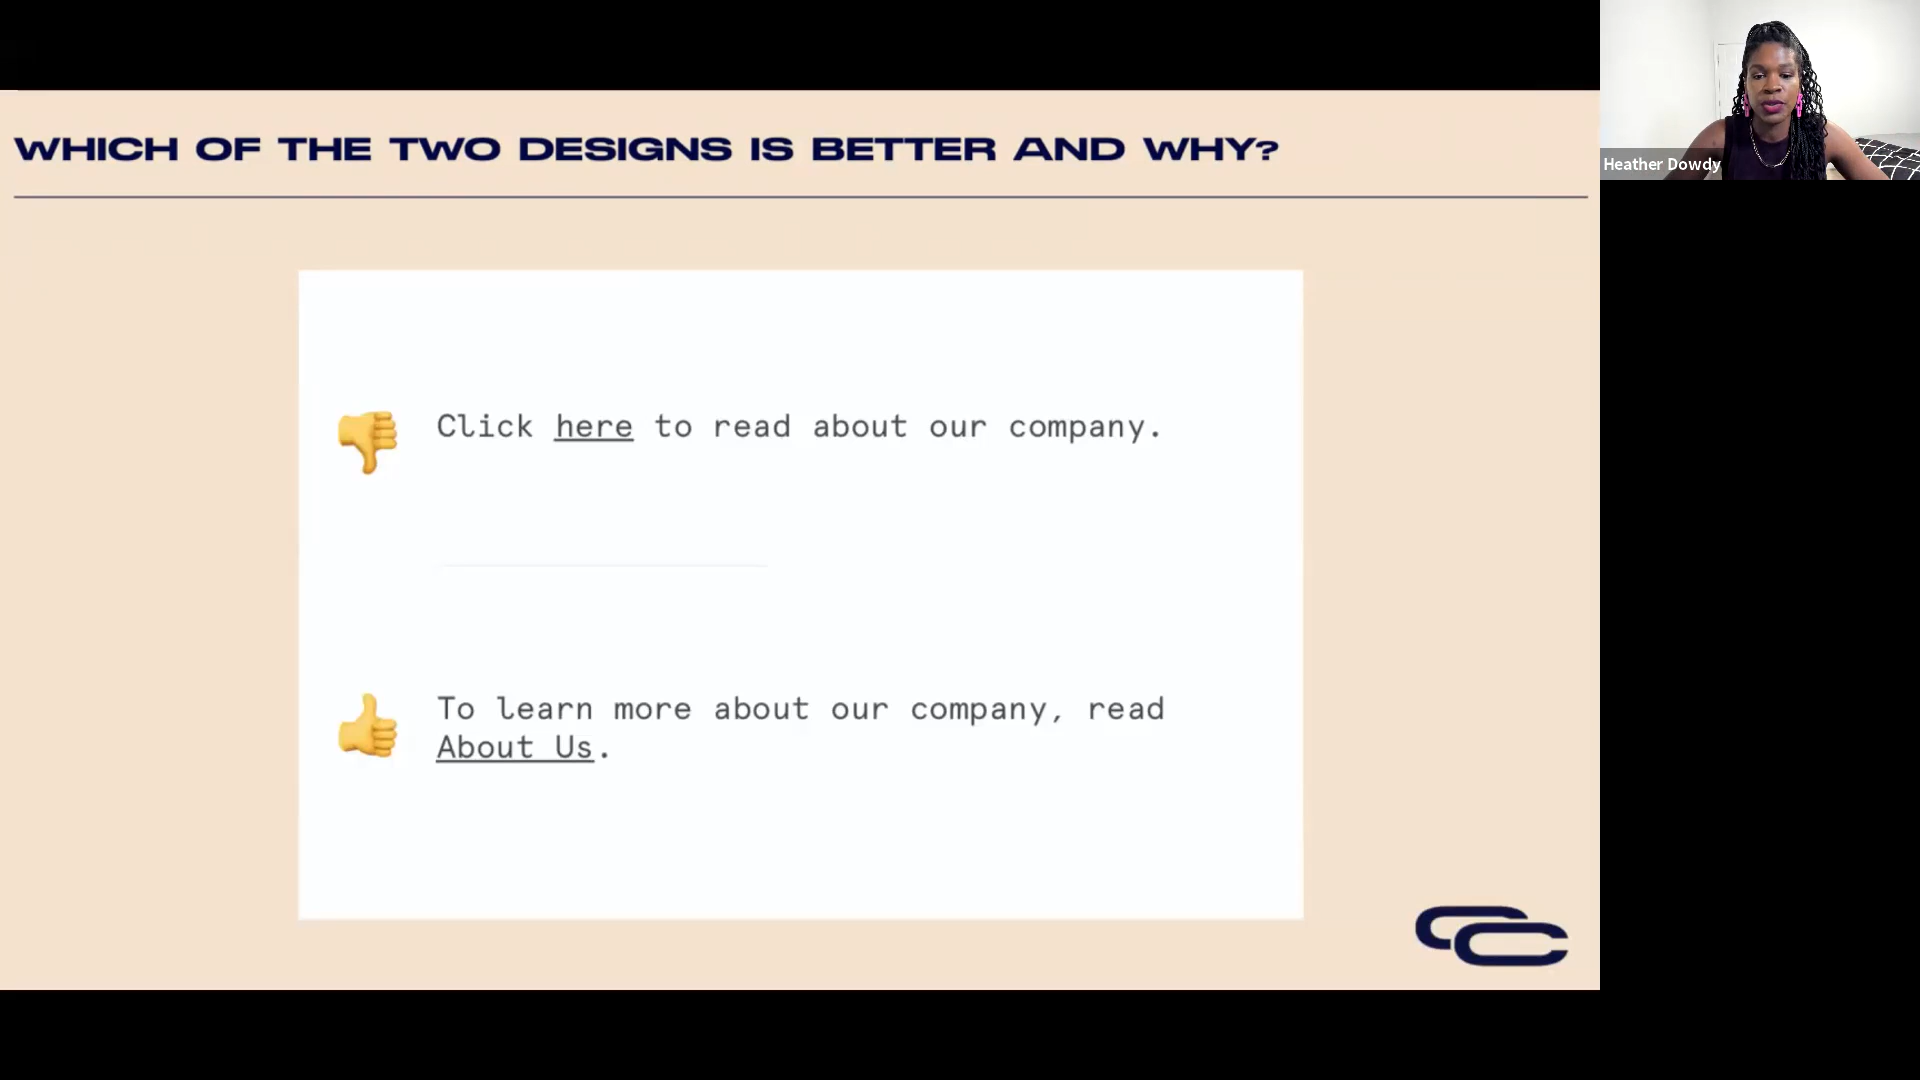 WHICH OF THE TWO DESIGNS IS BETTER AND WHY?
Heather Dowdy
Click here to read about our company.
To learn more about our company, read
About Us.